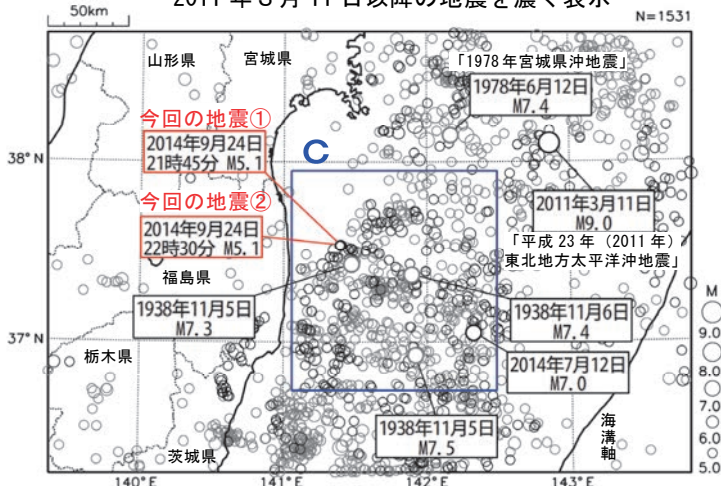 2011 年 3 月 11 日以降の地震を濃く表示
50km
N=1531
山形県
宮城県
「1978年宮城県沖地震」
1978年6月12日
M7.4
今回の地震①
2014年9月24日
21時45分 M5.1
38°N
C
今回の地震②
2014年9月24日
22時30分 M5.1
2011年3月11日
M9.0
「平成 23 年（2011 年）
東北地方太平洋沖地震」
福島県
1938年11月5日
M7.3
1938年11月6日
M7.4
37°N
栃木県
2014年7月12日
M7.0
1938年11月5日
M7.5
茨城県
海溝軸
M
9.0
8.0
7.0
6.0
5.0
140°E
141°E
142°E
143°E